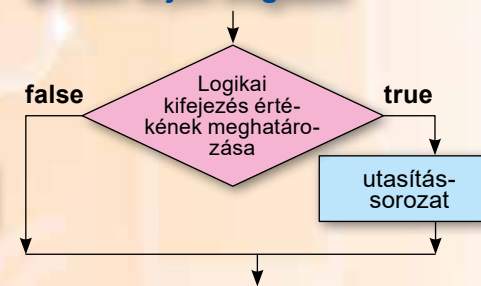 false
Logikai
kifejezés érté-
kének meghatáro-
zása
true
utasítás-
sorozat